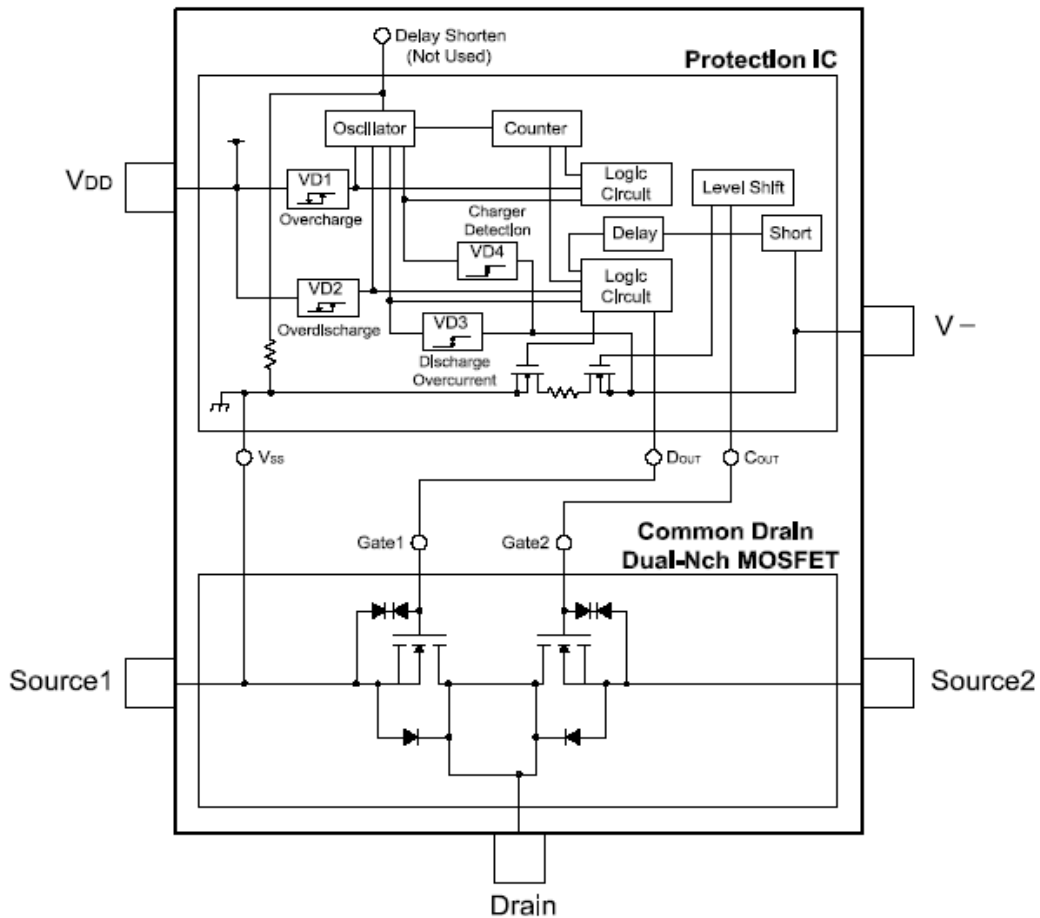 Delay Shorten
(Not Used)
Protection IC
Oscillator
Counter
VDD
VD1
Overcharge
Logic
Circuit
Level Shift
Charger
Detection
VD4
Delay
Short
VD2
Overdischarge
Logic
Circuit
VD3
Discharge
Overcurrent
V–
VSS
DOUT
COUT
Gate1
Gate2
Common Drain
Dual-Nch MOSFET
Source1
Source2
Drain